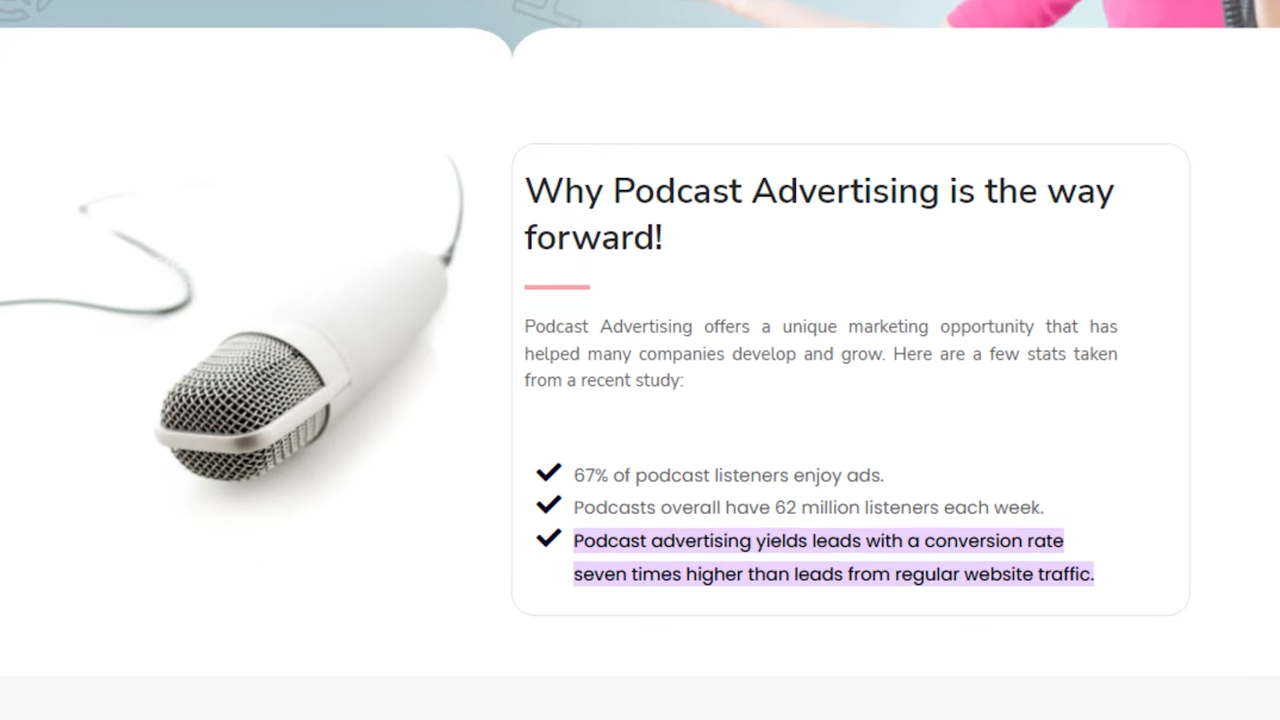 Why Podcast Advertising is the way
forward!
Podcast Advertising offers a unique marketing opportunity that has
helped many companies develop and grow. Here are a few stats taken
from a recent study:
67% of podcast listeners enjoy ads.
Podcasts overall have 62 million listeners each week.
Podcast advertising yields leads with a conversion rate
seven times higher than leads from regular website traffic.